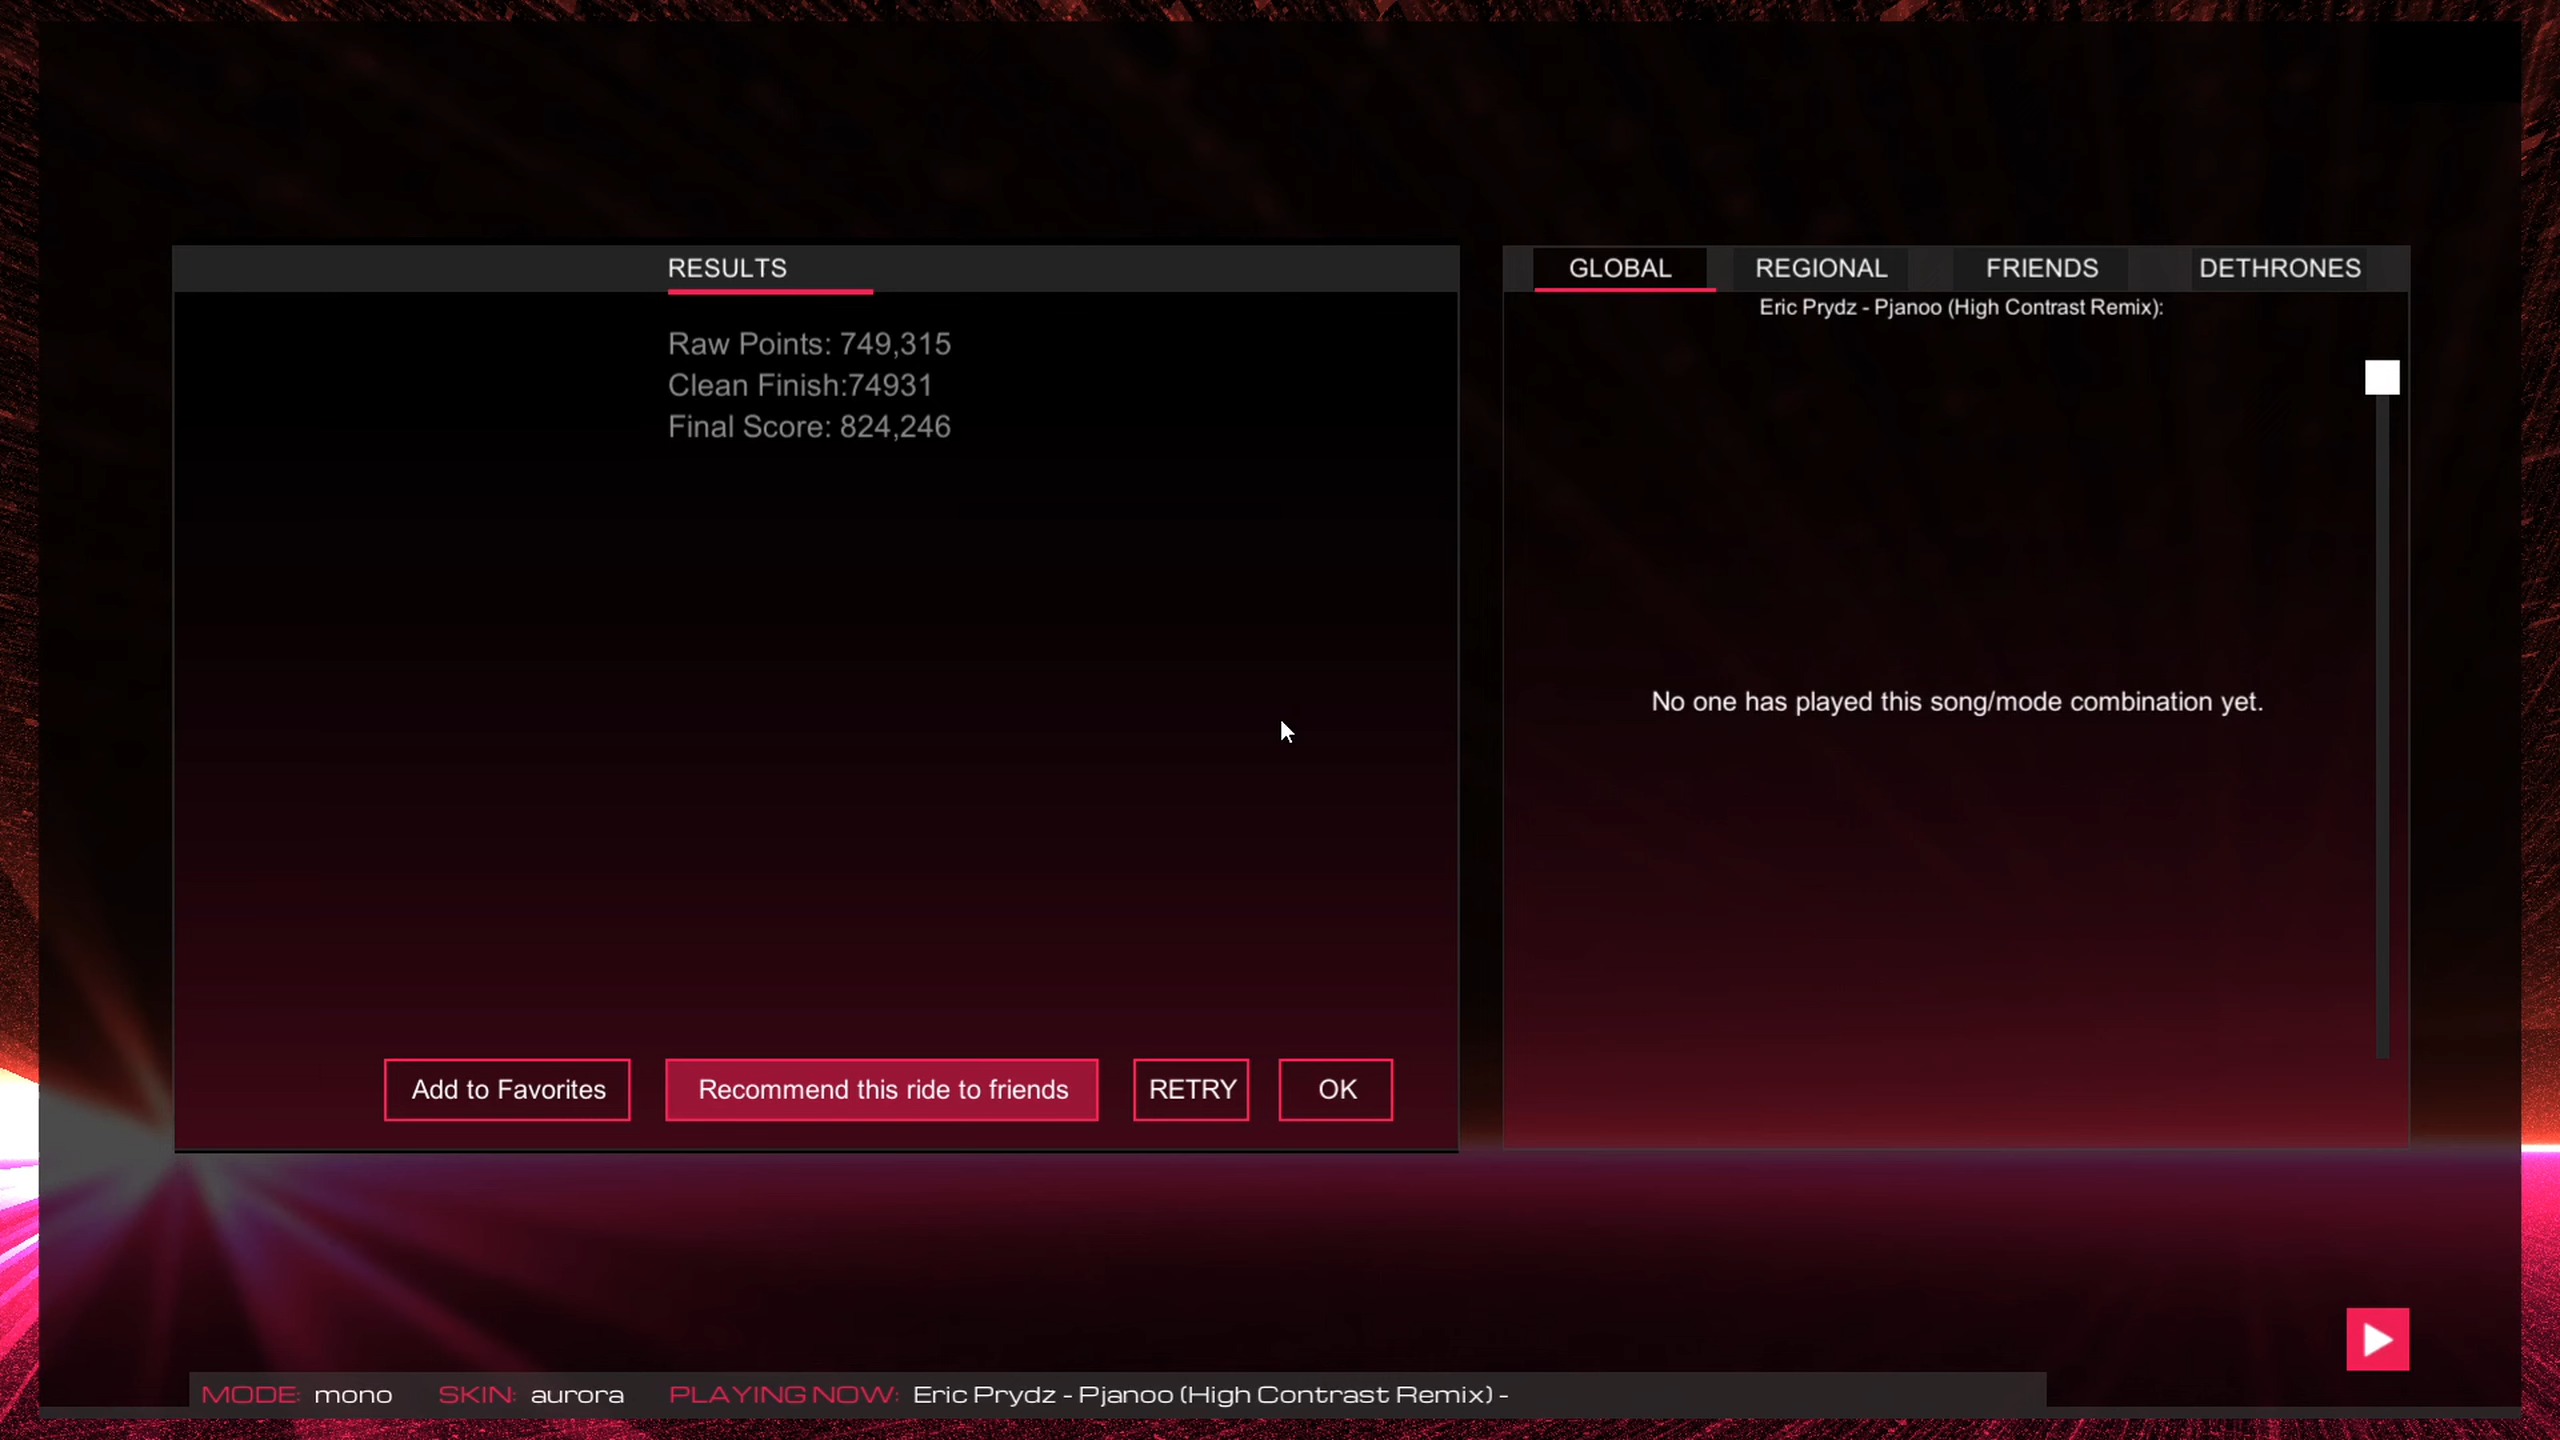 RESULTS
Raw Points: 749,315
Clean Finish:74931
Final Score: 824,246
Add to Favorites
Recommend this ride to friends
RETRY
OK
GLOBAL
REGIONAL
FRIENDS
DETHRONES
Eric Prydz - Pjanoo (High Contrast Remix):
No one has played this song/mode combination yet.
MODE: mono SKIN: aurora PLAYING NOW: Eric Prydz - Pjanoo (High Contrast Remix) -